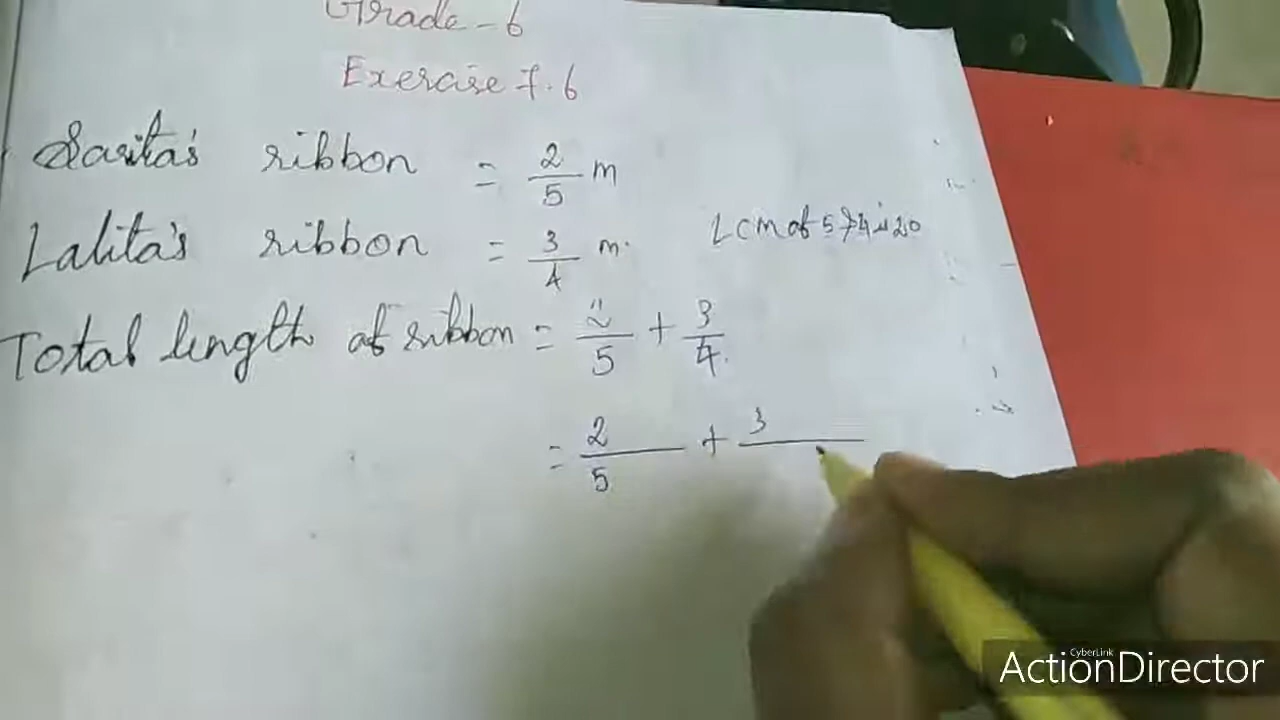 Grade - 6
Exercise 7.6
Sarita's ribbon = 2/5 m
Lalita's ribbon = 3/4 m.
LCM of 5 & 4 is 20
Total length of ribbon = 2/5 + 3/4.
= 2/5 + 3/
CyberLink
ActionDirector